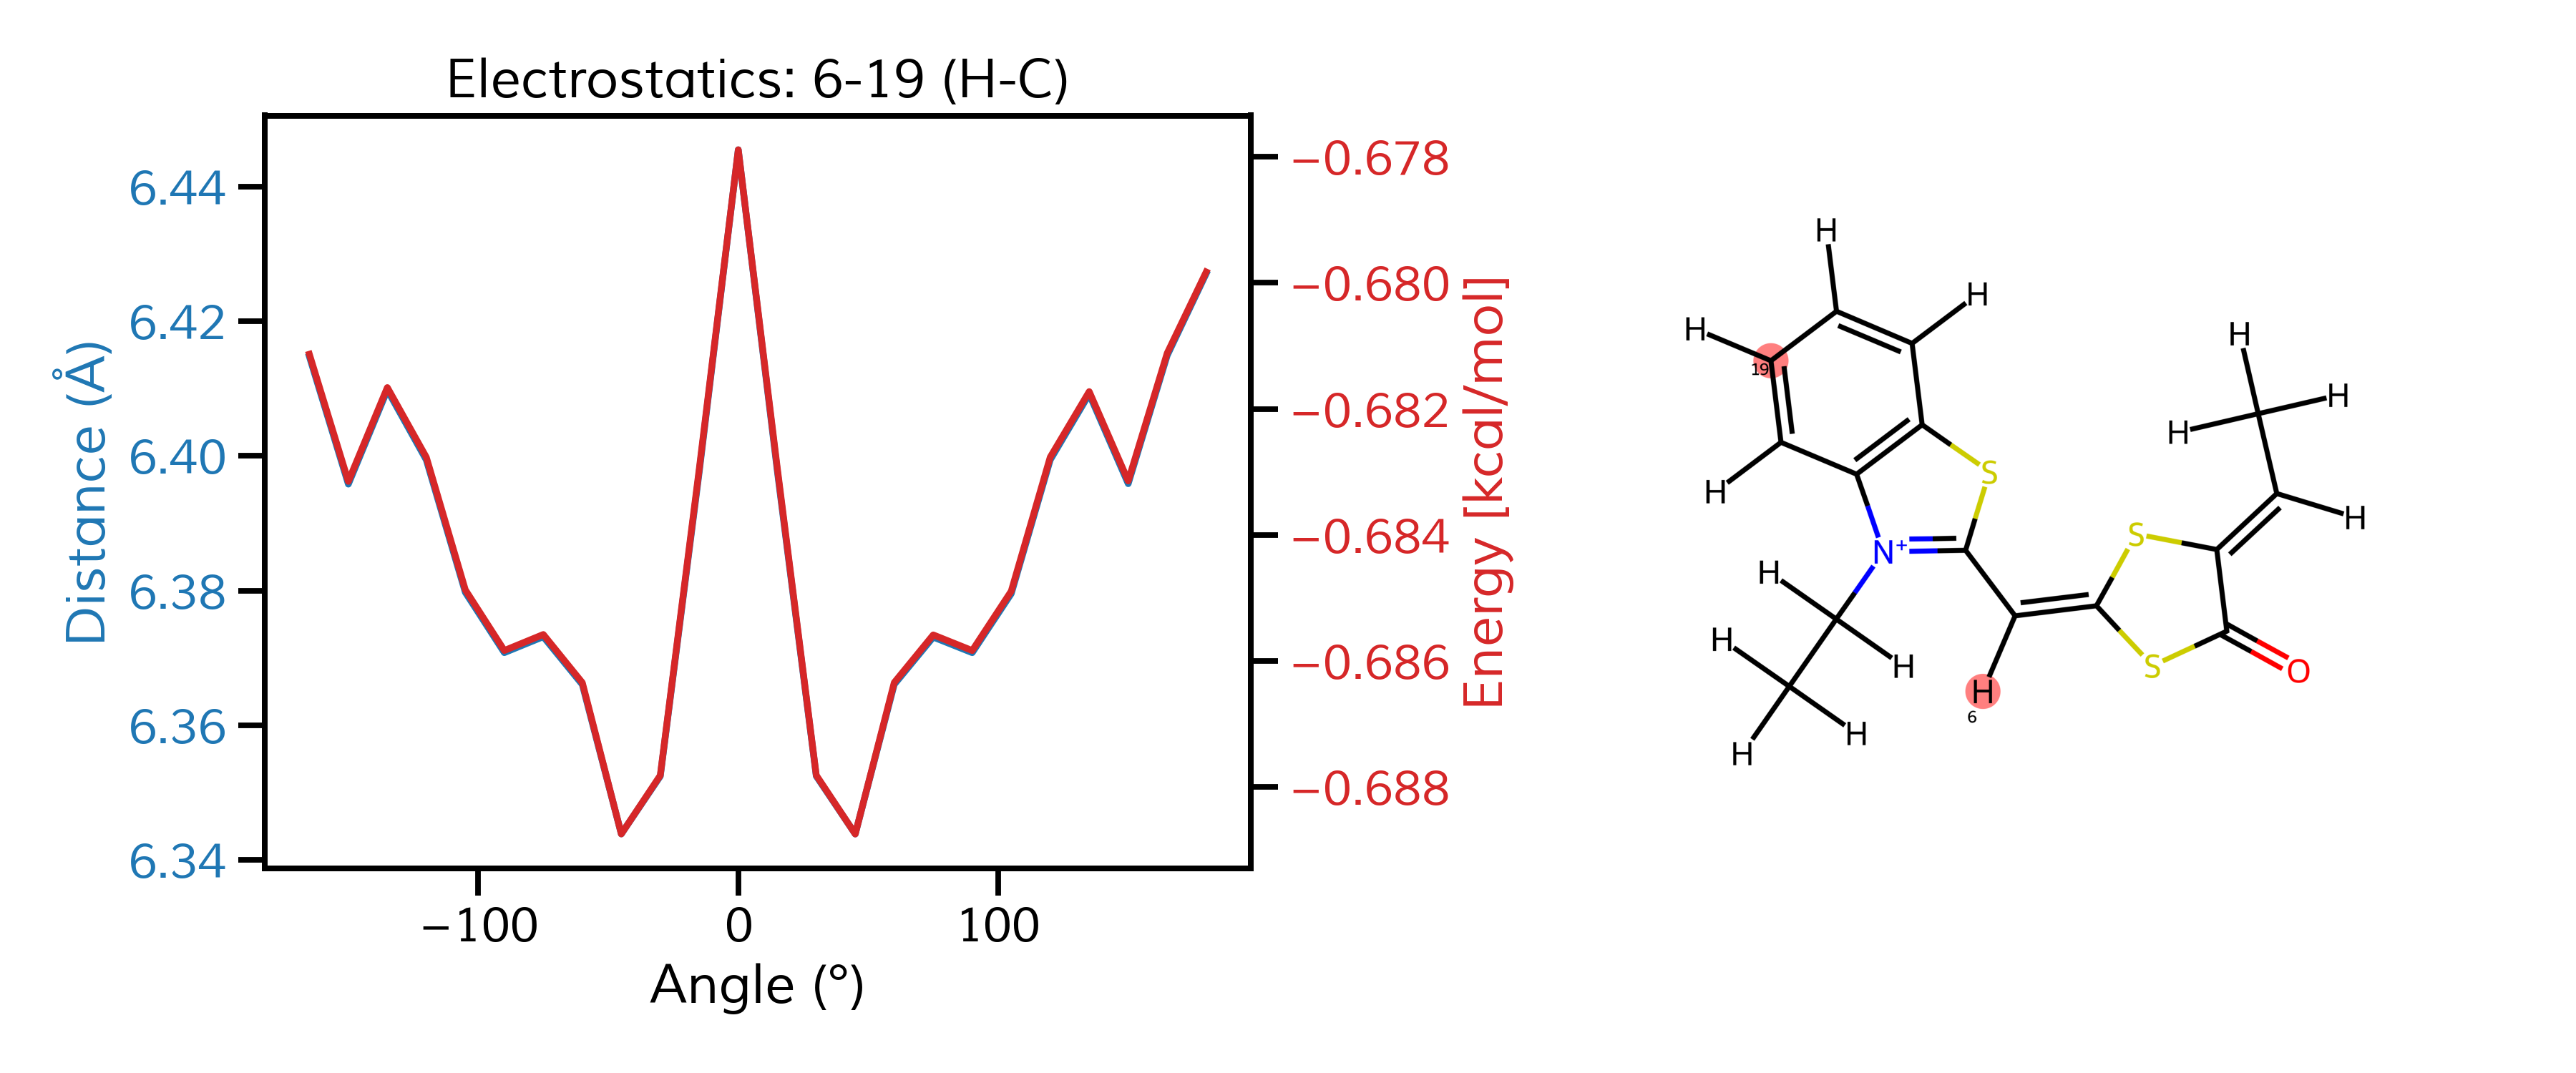 Electrostatics: 6-19 (H-C)
Distance (Å)
6.44
6.42
6.40
6.38
6.36
6.34
−100
0
100
Angle (°)
−0.678
−0.680
−0.682
−0.684
−0.686
−0.688
Energy [kcal/mol]
H
H
H
19
H
S
N+
H
H
H
H
H
H
6
S
S
O
H
H
H
H